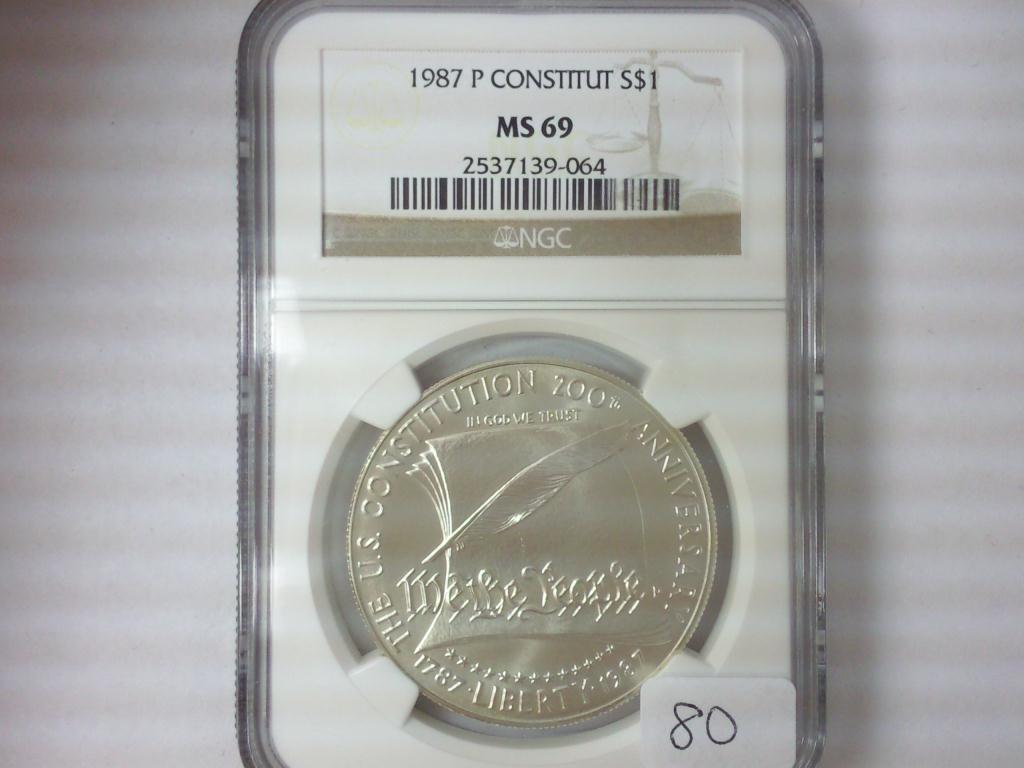 1987 P CONSTITUT S$1
MS 69
2537139-064
NGC
THE U.S. CONSTITUTION 200TH ANNIVERSARY
IN GOD WE TRUST
We the People
P
1787 · LIBERTY · 1987
80